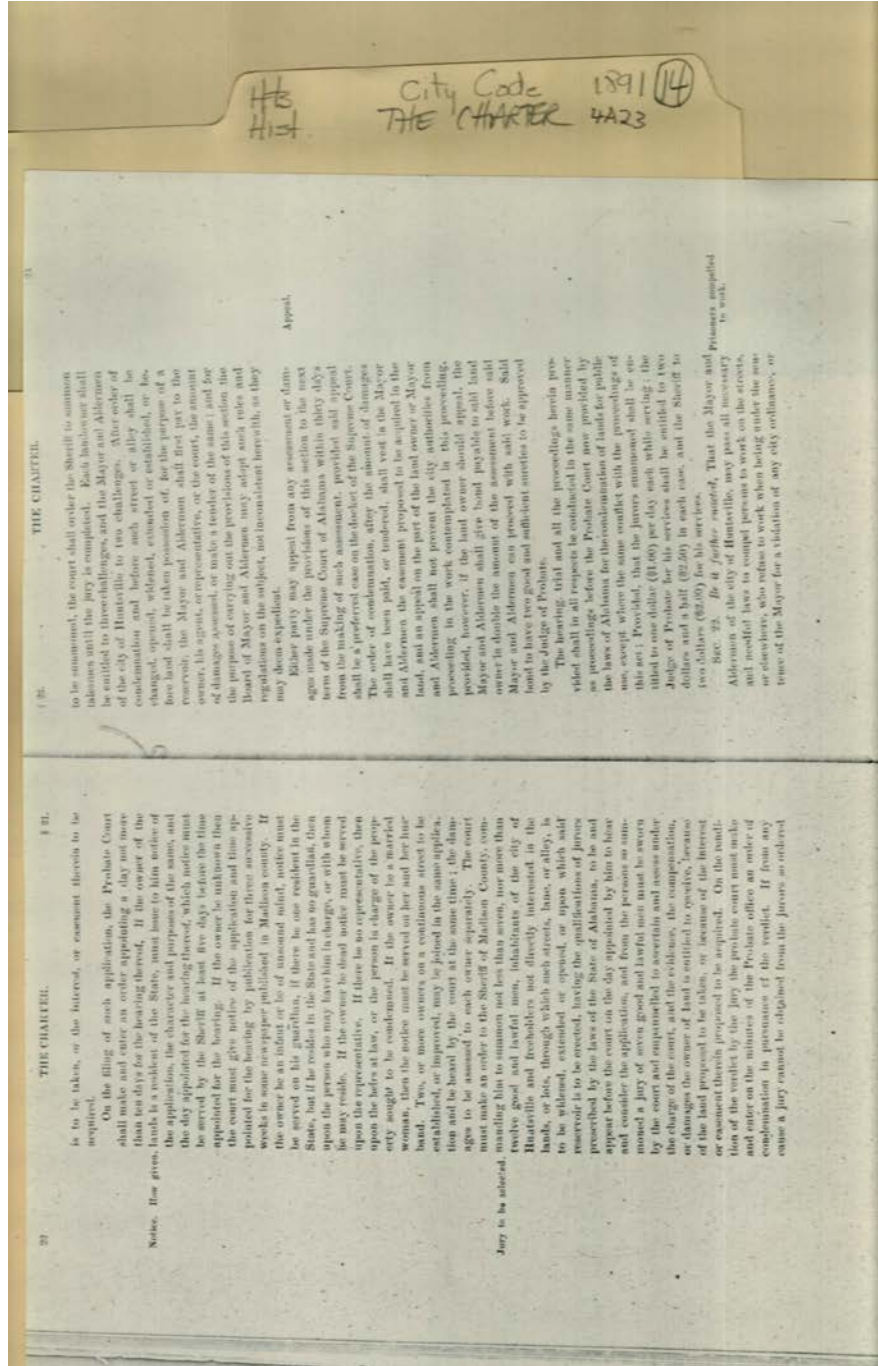 Hts City Code 1891 14
Hist. THE CHARTER 4A23
22 THE CHARTER. § 21.
is to be taken, or the interest, or easement therein to be
acquired.
On the filing of such application, the Probate Court
shall make and enter an order appointing a day not more
than ten days for the hearing thereof. If the owner of the
Notice. How given. lands is a resident of the State, must issue to him notice of
the application, the character and purposes of the same, and
the day appointed for the hearing thereof, which notice must
be served by the Sheriff at least five days before the time
appointed for the hearing. If the owner be unknown then
the court must give notice of the application and time ap-
pointed for the hearing by publication for three successive
weeks in some newspaper published in Madison county. If
the owner be an infant or be of unsound mind, notice must
be served on his guardian, if there be one resident in the
State, but if he resides in the State and has no guardian, then
upon the person who may have him in charge, or with whom
he may reside. If the owner be dead notice must be served
upon the representative. If there be no representative, then
upon the heirs at law, or the person in charge of the prop-
erty sought to be condemned. If the owner be a married
woman, then the notice must be served on her and her hus-
band. Two, or more owners on a continuous street to be
established, or improved, may be joined in the same applica-
tion and be heard by the court at the same time; the dam-
ages to be assessed to each owner separately. The court
must make an order to the Sheriff of Madison County, com-
Jury to be selected. manding him to summon not less than seven, nor more than
twelve good and lawful men, inhabitants of the city of
Huntsville and freeholders not directly interested in the
lands, or lots, through which such streets, lane, or alley, is
to be widened, extended or opened, or upon which said
reservoir is to be erected, having the qualifications of jurors
prescribed by the laws of the State of Alabama, to be and
appear before the court on the day appointed by him to hear
and consider the application, and from the persons so sum-
moned a jury of seven good and lawful men must be sworn
by the court and empannelled to ascertain and assess under
the charge of the court, and the evidence, the compensation,
or damages the owner of land is entitled to receive, because
of the land proposed to be taken, or because of the interest
or easement therein proposed to be acquired. On the rendi-
tion of the verdict by the jury the probate court must make
and enter on the minutes of the Probate office an order of
condemnation in pursuance of the verdict. If from any
cause a jury cannot be obtained from the jurors so ordered
THE CHARTER.
to be summoned, the court shall order the Sheriff to summon
talesmen until the jury is completed. Each landowner shall
be entitled to three challenges, and the Mayor and Aldermen
of the city of Huntsville to two challenges. After order of
condemnation and before such street or alley shall be
changed, opened, widened, extended or established, or be-
fore land shall be taken possession of, for the purpose of a
reservoir, the Mayor and Aldermen shall first pay to the
owner, his agent, or representative, or the court, the amount
of damages assessed, or make a tender of the same; and for
the purpose of carrying out the provisions of this section the
Board of Mayor and Aldermen may adopt such rules and
regulations on the subject, not inconsistent herewith, as they
may deem expedient.
Either party may appeal from any assessment or dam- Appeal.
ages made under the provisions of this section to the next
term of the Supreme Court of Alabama within thirty days
from the making of such assessment, provided said appeal
shall be a preferred case on the docket of the Supreme Court.
The order of condemnation, after the amount of damages
shall have been paid, or tendered, shall vest in the Mayor
and Aldermen the easement proposed to be acquired in the
land, and an appeal on the part of the land owner or Mayor
and Aldermen shall not prevent the city authorities from
proceeding in the work contemplated in this proceeding,
provided, however, if the land owner should appeal, the
Mayor and Aldermen shall give bond payable to said land
owner in double the amount of the assessment before said
Mayor and Aldermen can proceed with said work. Said
bond to have two good and sufficient sureties to be approved
by the Judge of Probate.
The hearing, trial and all the proceedings herein pro-
vided shall in all respects be conducted in the same manner
as proceedings before the Probate Court now provided by
the laws of Alabama for the condemnation of lands for public
use, except where the same conflict with the proceedings of
this act; Provided, that the jurors summoned shall be en-
titled to one dollar ($1.00) per day each while serving; the
Judge of Probate for his services shall be entitled to two
dollars and a half ($2.50) in each case, and the Sheriff to
two dollars ($2.00) for his services.
Sec. 22. Be it further enacted, That the Mayor and Prisoners compelled
Aldermen of the city of Huntsville, may pass all necessary to work.
and needful laws to compel persons to work on the streets,
or elsewhere, who refuse to work when being under the sen-
tence of the Mayor for a violation of any city ordinance, or